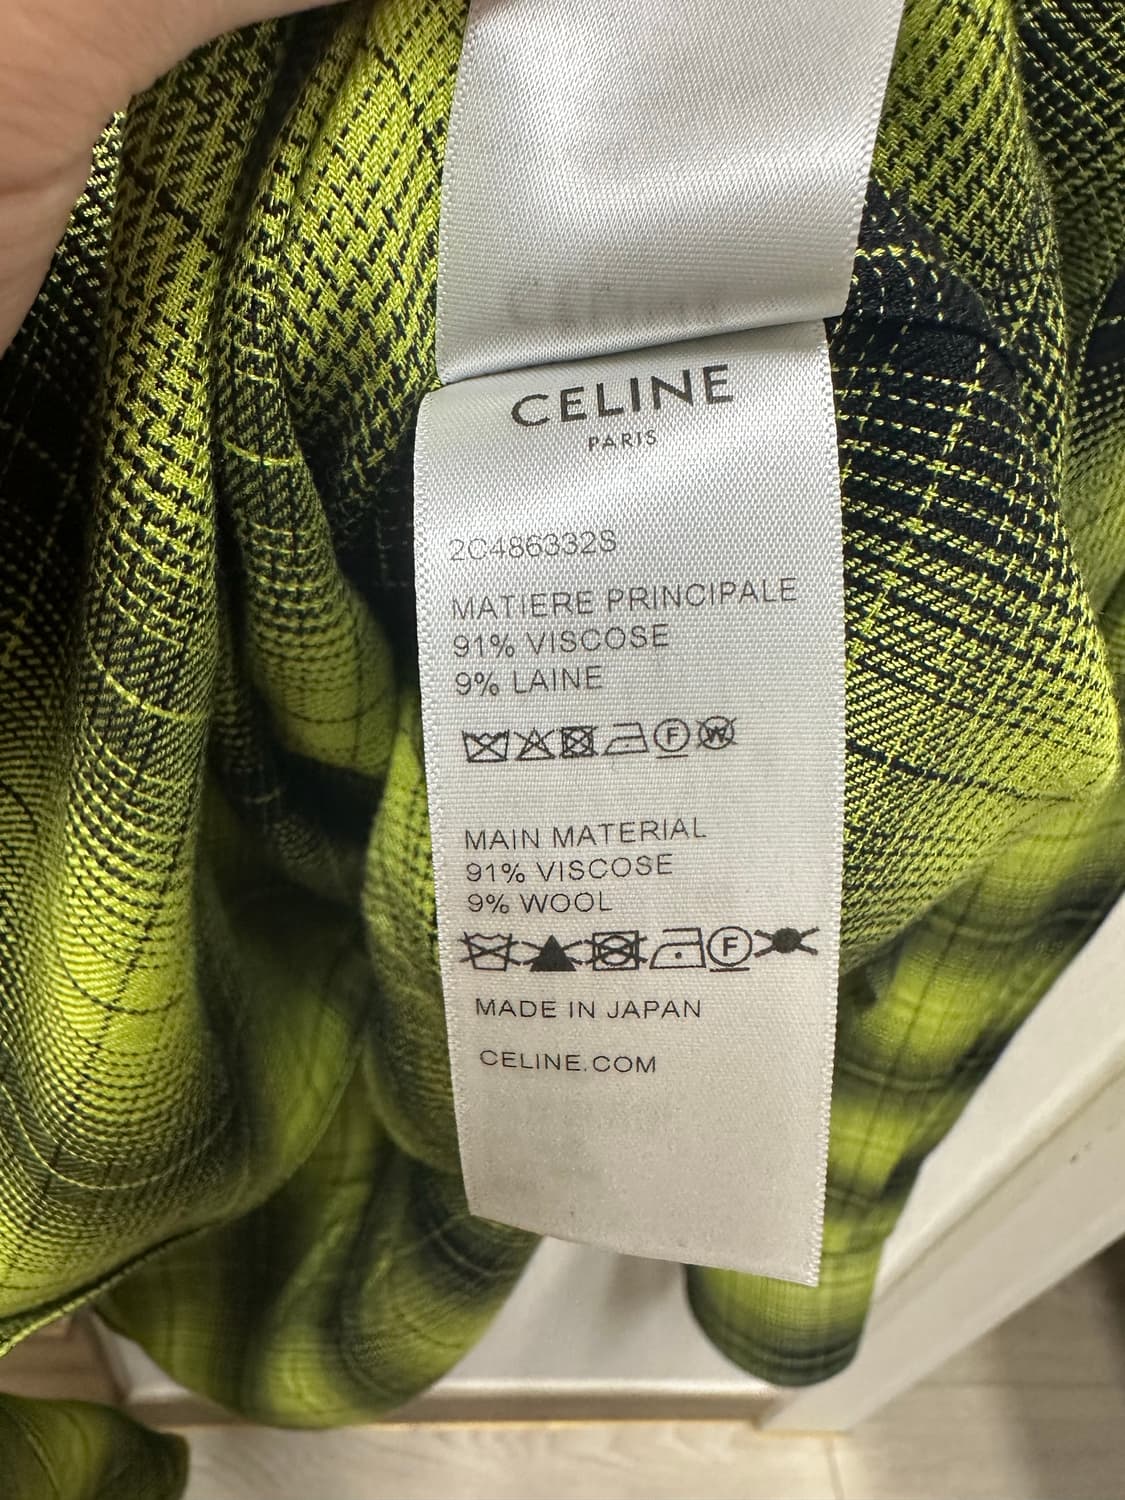 CELINE
PARIS
2C486332S
MATIERE PRINCIPALE
91% VISCOSE
9% LAINE
F W
MAIN MATERIAL
91% VISCOSE
9% WOOL
F
MADE IN JAPAN
CELINE.COM